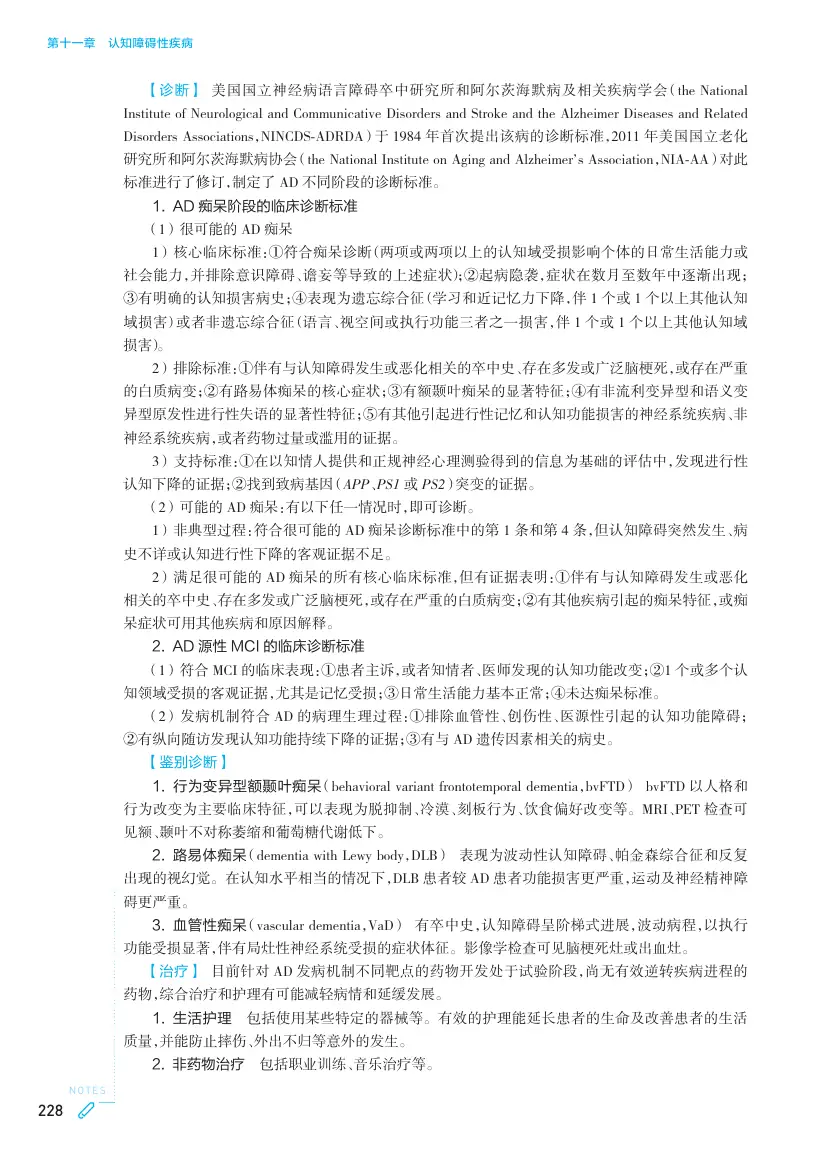 第十一章 认知障碍性疾病
【诊断】 美国国立神经病语言障碍卒中研究所和阿尔茨海默病及相关疾病学会(the National
Institute of Neurological and Communicative Disorders and Stroke and the Alzheimer Diseases and Related
Disorders Associations,NINCDS-ADRDA)于 1984 年首次提出该病的诊断标准,2011 年美国国立老化
研究所和阿尔茨海默病协会(the National Institute on Aging and Alzheimer's Association,NIA-AA)对此
标准进行了修订,制定了 AD 不同阶段的诊断标准。
1. AD 痴呆阶段的临床诊断标准
(1)很可能的 AD 痴呆
1)核心临床标准:①符合痴呆诊断(两项或两项以上的认知域受损影响个体的日常生活能力或
社会能力,并排除意识障碍、谵妄等导致的上述症状);②起病隐袭,症状在数月至数年中逐渐出现;
③有明确的认知损害病史;④表现为遗忘综合征(学习和近记忆力下降,伴 1 个或 1 个以上其他认知
域损害)或者非遗忘综合征(语言、视空间或执行功能三者之一损害,伴 1 个或 1 个以上其他认知域
损害)。
2)排除标准:①伴有与认知障碍发生或恶化相关的卒中史、存在多发或广泛脑梗死,或存在严重
的白质病变;②有路易体痴呆的核心症状;③有额颞叶痴呆的显著特征;④有非流利变异型和语义变
异型原发性进行性失语的显著性特征;⑤有其他引起进行性记忆和认知功能损害的神经系统疾病、非
神经系统疾病,或者药物过量或滥用的证据。
3)支持标准:①在以知情人提供和正规神经心理测验得到的信息为基础的评估中,发现进行性
认知下降的证据;②找到致病基因(APP、PS1 或 PS2)突变的证据。
(2)可能的 AD 痴呆:有以下任一情况时,即可诊断。
1)非典型过程:符合很可能的 AD 痴呆诊断标准中的第 1 条和第 4 条,但认知障碍突然发生、病
史不详或认知进行性下降的客观证据不足。
2)满足很可能的 AD 痴呆的所有核心临床标准,但有证据表明:①伴有与认知障碍发生或恶化
相关的卒中史、存在多发或广泛脑梗死,或存在严重的白质病变;②有其他疾病引起的痴呆特征,或痴
呆症状可用其他疾病和原因解释。
2. AD 源性 MCI 的临床诊断标准
(1)符合 MCI 的临床表现:①患者主诉,或者知情者、医师发现的认知功能改变;②1 个或多个认
知领域受损的客观证据,尤其是记忆受损;③日常生活能力基本正常;④未达痴呆标准。
(2)发病机制符合 AD 的病理生理过程:①排除血管性、创伤性、医源性引起的认知功能障碍;
②有纵向随访发现认知功能持续下降的证据;③有与 AD 遗传因素相关的病史。
【鉴别诊断】
1. 行为变异型额颞叶痴呆(behavioral variant frontotemporal dementia,bvFTD) bvFTD 以人格和
行为改变为主要临床特征,可以表现为脱抑制、冷漠、刻板行为、饮食偏好改变等。MRI、PET 检查可
见额、颞叶不对称萎缩和葡萄糖代谢低下。
2. 路易体痴呆(dementia with Lewy body,DLB) 表现为波动性认知障碍、帕金森综合征和反复
出现的视幻觉。在认知水平相当的情况下,DLB 患者较 AD 患者功能损害更严重,运动及神经精神障
碍更严重。
3. 血管性痴呆(vascular dementia,VaD) 有卒中史,认知障碍呈阶梯式进展,波动病程,以执行
功能受损显著,伴有局灶性神经系统受损的症状体征。影像学检查可见脑梗死灶或出血灶。
【治疗】 目前针对 AD 发病机制不同靶点的药物开发处于试验阶段,尚无有效逆转疾病进程的
药物,综合治疗和护理有可能减轻病情和延缓发展。
1. 生活护理 包括使用某些特定的器械等。有效的护理能延长患者的生命及改善患者的生活
质量,并能防止摔伤、外出不归等意外的发生。
2. 非药物治疗 包括职业训练、音乐治疗等。
NOTES
228